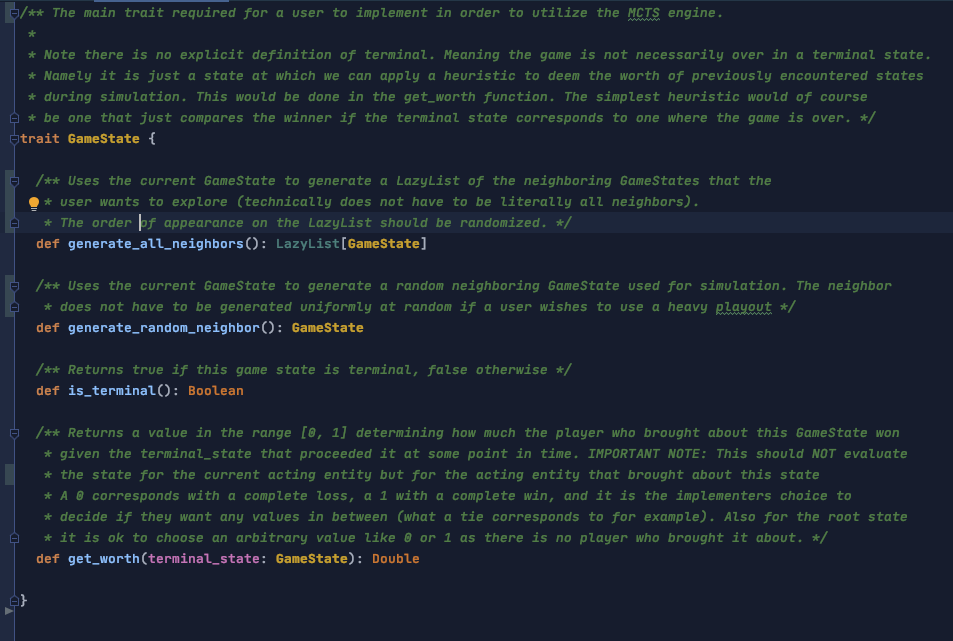 /** The main trait required for a user to implement in order to utilize the MCTS engine.
 *
 * Note there is no explicit definition of terminal. Meaning the game is not necessarily over in a terminal state.
 * Namely it is just a state at which we can apply a heuristic to deem the worth of previously encountered states
 * during simulation. This would be done in the get_worth function. The simplest heuristic would of course
 * be one that just compares the winner if the terminal state corresponds to one where the game is over. */
trait GameState {

  /** Uses the current GameState to generate a LazyList of the neighboring GameStates that the
   * user wants to explore (technically does not have to be literally all neighbors).
   * The order of appearance on the LazyList should be randomized. */
  def generate_all_neighbors(): LazyList[GameState]

  /** Uses the current GameState to generate a random neighboring GameState used for simulation. The neighbor
   * does not have to be generated uniformly at random if a user wishes to use a heavy playout */
  def generate_random_neighbor(): GameState

  /** Returns true if this game state is terminal, false otherwise */
  def is_terminal(): Boolean

  /** Returns a value in the range [0, 1] determining how much the player who brought about this GameState won
   * given the terminal_state that proceeded it at some point in time. IMPORTANT NOTE: This should NOT evaluate
   * the state for the current acting entity but for the acting entity that brought about this state
   * A 0 corresponds with a complete loss, a 1 with a complete win, and it is the implementers choice to
   * decide if they want any values in between (what a tie corresponds to for example). Also for the root state
   * it is ok to choose an arbitrary value like 0 or 1 as there is no player who brought it about. */
  def get_worth(terminal_state: GameState): Double

}